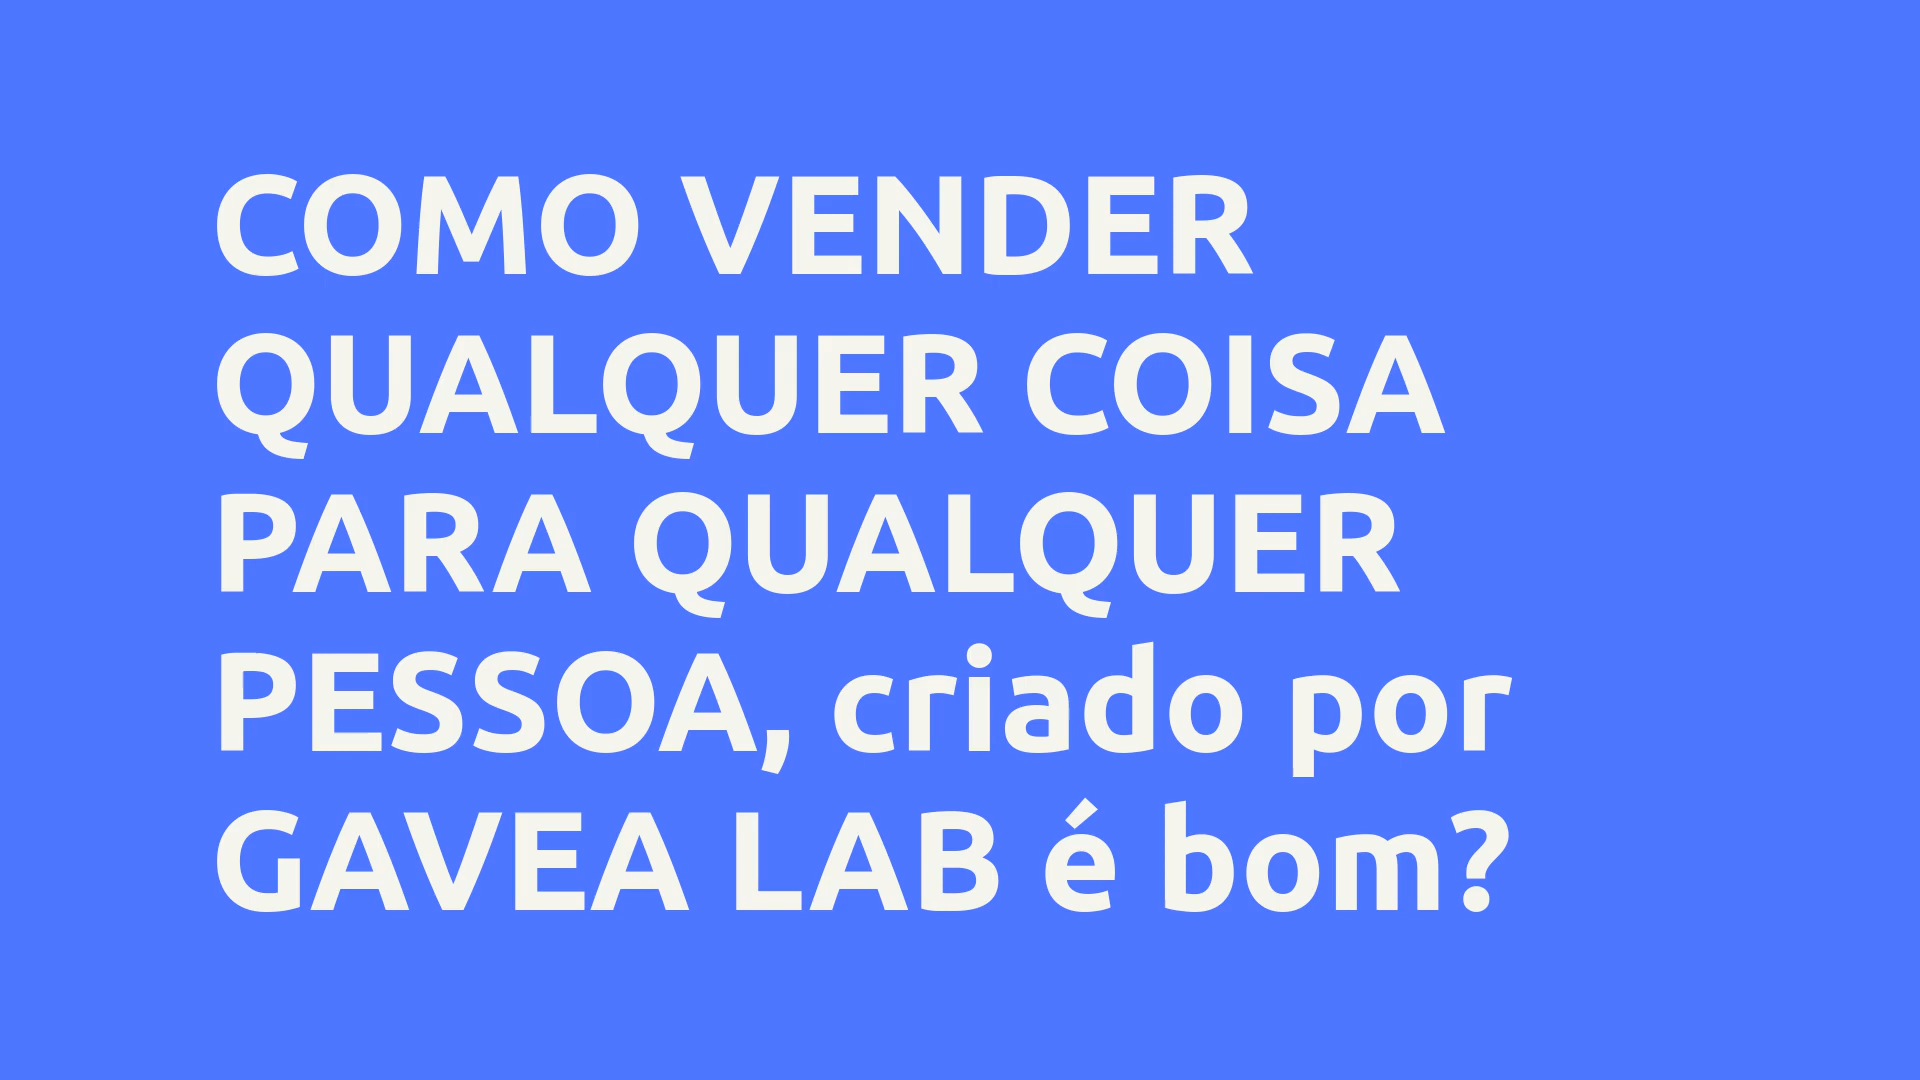 COMO VENDER
QUALQUER COISA
PARA QUALQUER
PESSOA, criado por
GAVEA LAB é bom?